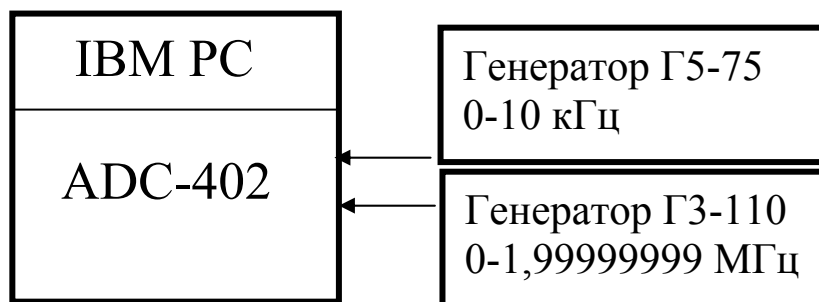 IBM PC
ADC-402
Генератор Г5-75
0-10 кГц
Генератор Г3-110
0-1,99999999 МГц